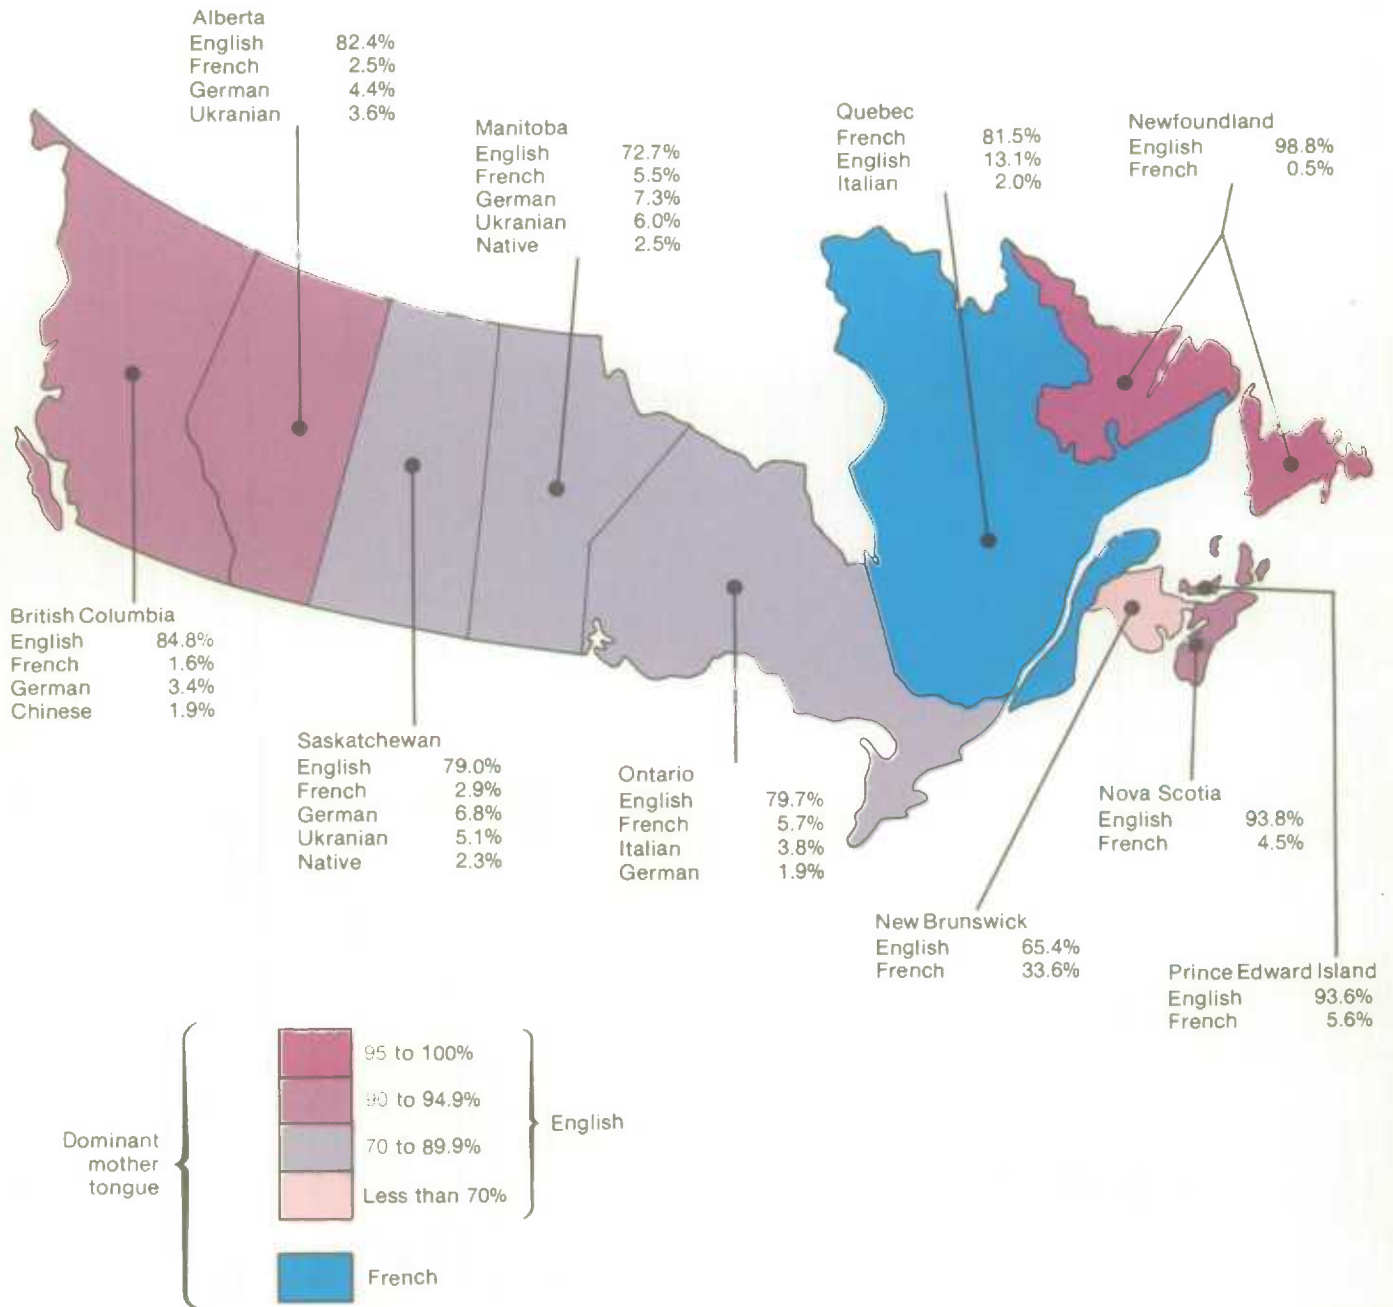 Alberta
English 82.4%
French 2.5%
German 4.4%
Ukranian 3.6%
Manitoba
English 72.7%
French 5.5%
German 7.3%
Ukranian 6.0%
Native 2.5%
Quebec
French 81.5%
English 13.1%
Italian 2.0%
Newfoundland
English 98.8%
French 0.5%
British Columbia
English 84.8%
French 1.6%
German 3.4%
Chinese 1.9%
Saskatchewan
English 79.0%
French 2.9%
German 6.8%
Ukranian 5.1%
Native 2.3%
Ontario
English 79.7%
French 5.7%
Italian 3.8%
German 1.9%
Nova Scotia
English 93.8%
French 4.5%
New Brunswick
English 65.4%
French 33.6%
Prince Edward Island
English 93.6%
French 5.6%
Dominant
mother
tongue
95 to 100%
90 to 94.9%
70 to 89.9%
Less than 70%
English
French